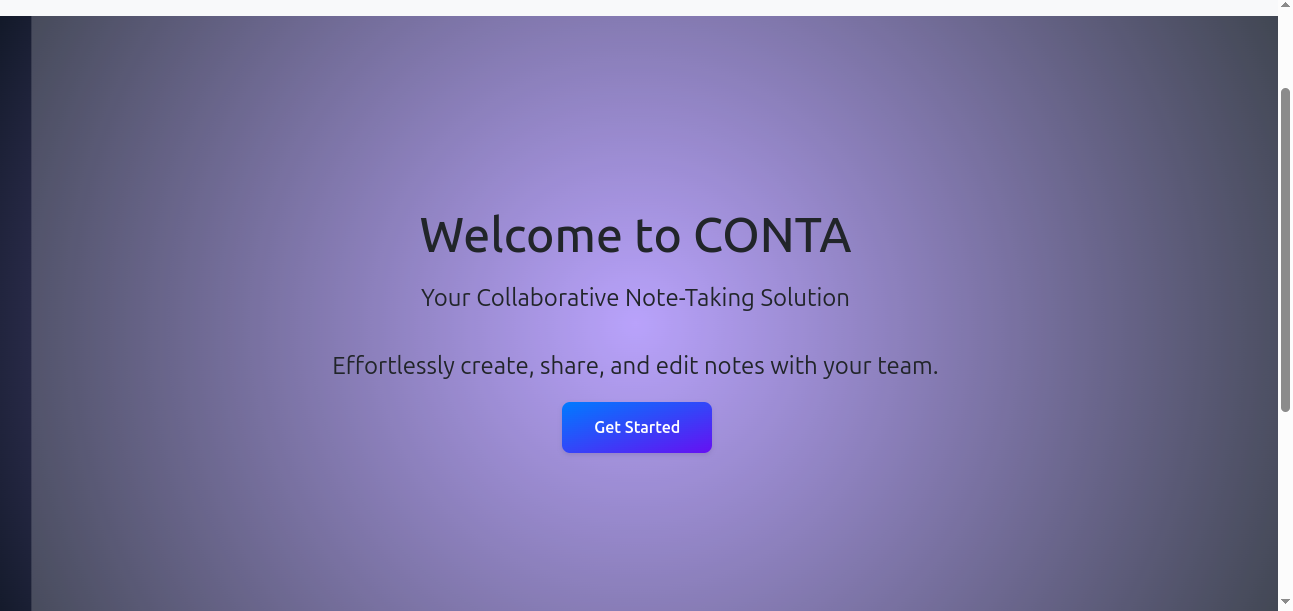 Welcome to CONTA
Your Collaborative Note-Taking Solution
Effortlessly create, share, and edit notes with your team.
Get Started